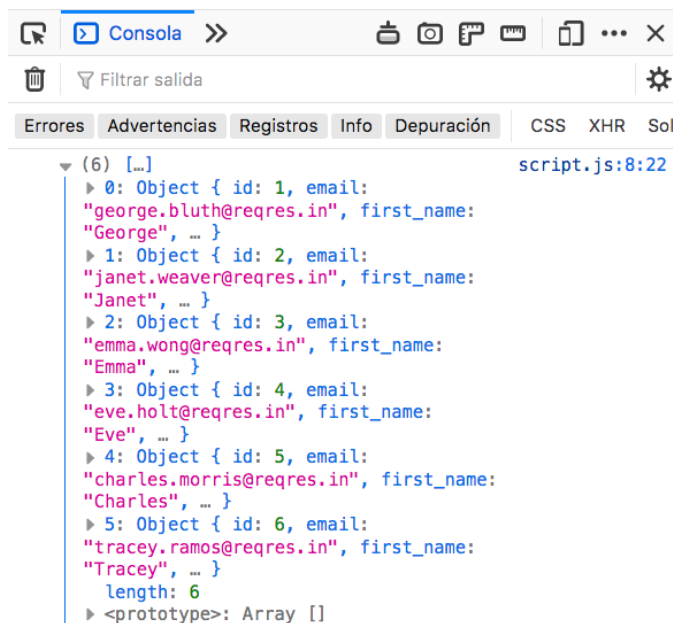 Consola
Filtrar salida
Errores Advertencias Registros Info Depuración CSS XHR Sol
(6) […] script.js:8:22
0: Object { id: 1, email:
"george.bluth@reqres.in", first_name:
"George", … }
1: Object { id: 2, email:
"janet.weaver@reqres.in", first_name:
"Janet", … }
2: Object { id: 3, email:
"emma.wong@reqres.in", first_name:
"Emma", … }
3: Object { id: 4, email:
"eve.holt@reqres.in", first_name:
"Eve", … }
4: Object { id: 5, email:
"charles.morris@reqres.in", first_name:
"Charles", … }
5: Object { id: 6, email:
"tracey.ramos@reqres.in", first_name:
"Tracey", … }
length: 6
<prototype>: Array []